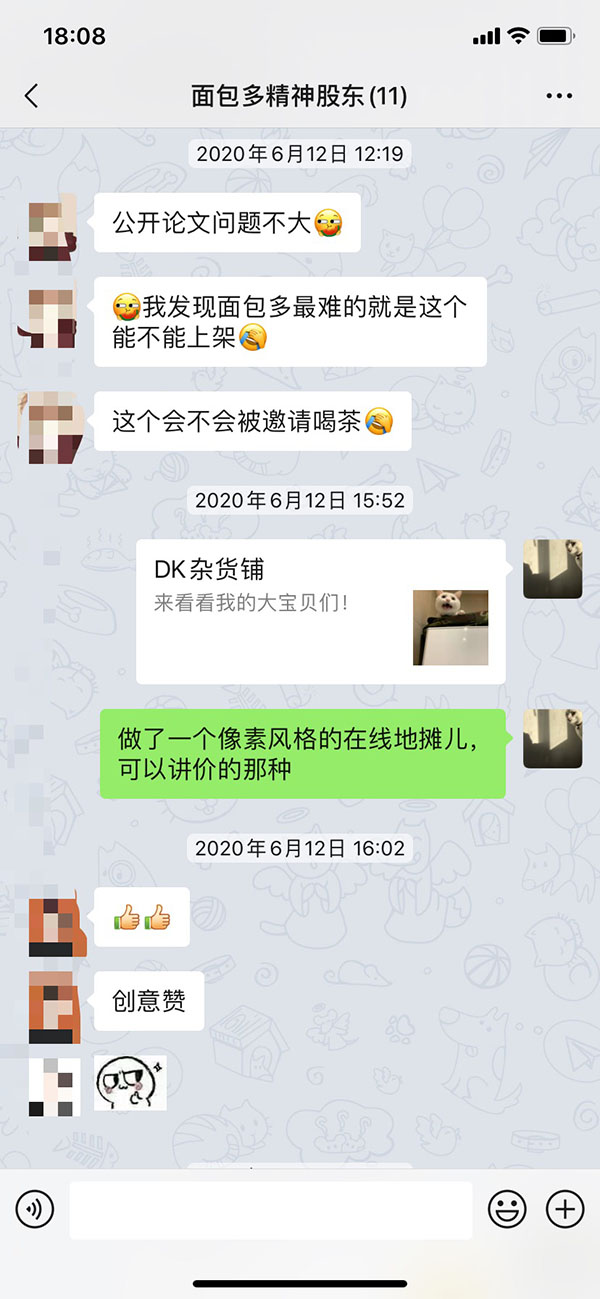 18:08
面包多精神股东(11)
2020年6月12日 12:19
公开论文问题不大
我发现面包多最难的就是这个
能不能上架
这个会不会被邀请喝茶
2020年6月12日 15:52
DK杂货铺
来看看我的大宝贝们!
做了一个像素风格的在线地摊儿，
可以讲价的那种
2020年6月12日 16:02
创意赞